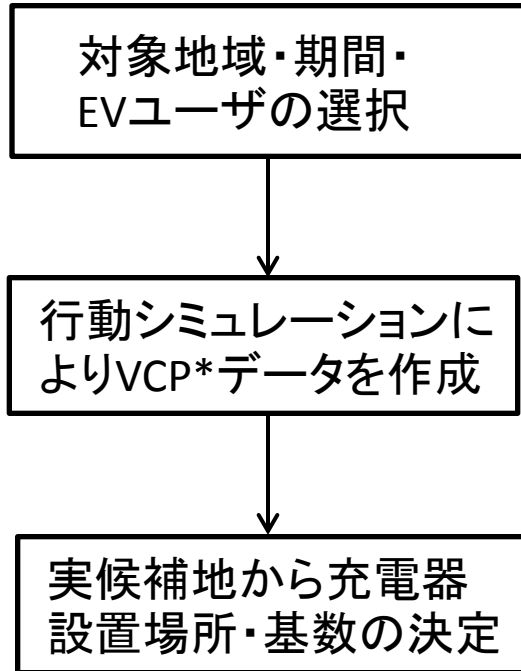 対象地域・期間・
EVユーザの選択
行動シミュレーションに
よりVCP*データを作成
実候補地から充電器
設置場所・基数の決定